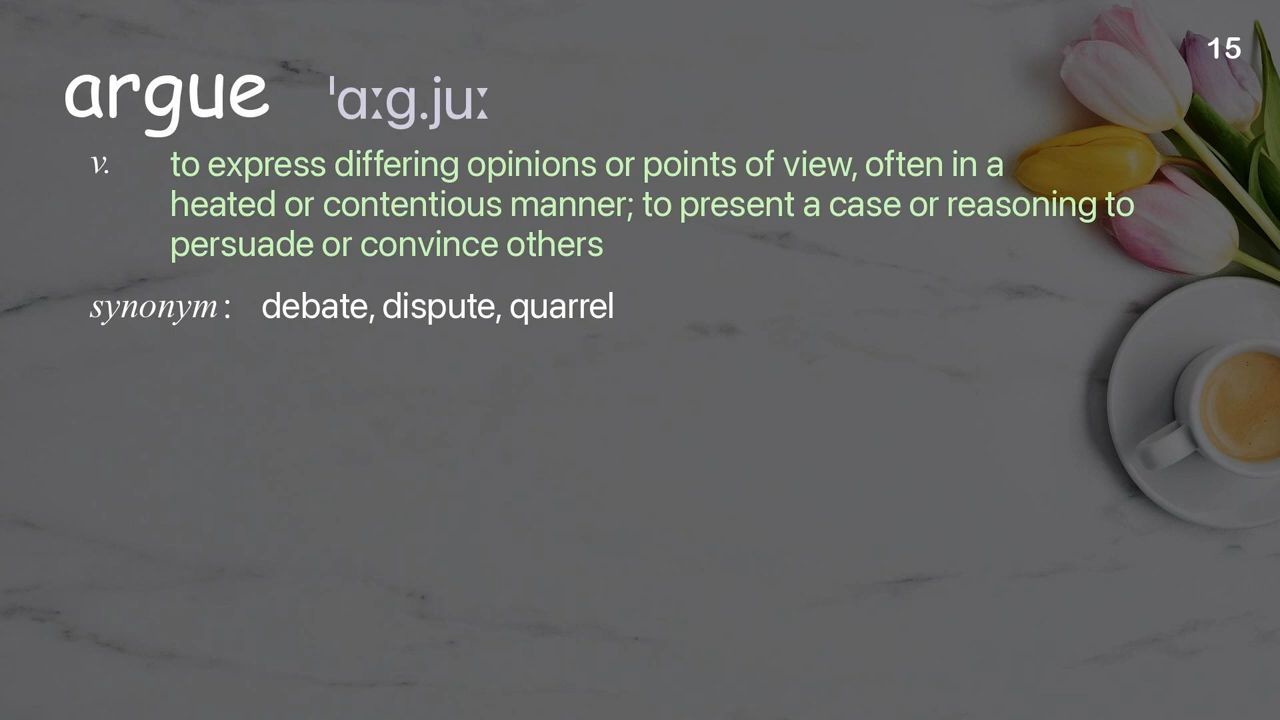 15
argue ˈɑːɡ.juː
v. to express differing opinions or points of view, often in a
heated or contentious manner; to present a case or reasoning to
persuade or convince others
synonym: debate, dispute, quarrel